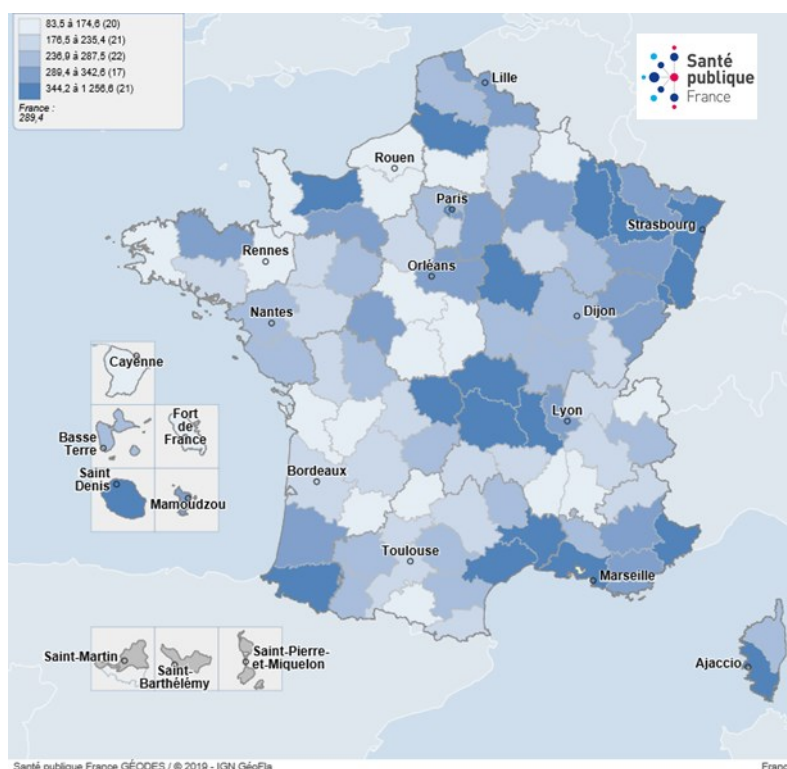 83,5 à 174,6 (20)
176,5 à 235,4 (21)
236,9 à 287,5 (22)
289,4 à 342,6 (17)
344,2 à 1 256,6 (21)
France :
289,4
Santé
publique
France
Lille
Rouen
Paris
Strasbourg
Rennes
Orléans
Nantes
Dijon
Cayenne
Lyon
Basse
Terre
Fort
de
France
Bordeaux
Saint
Denis
Mamoudzou
Toulouse
Marseille
Saint-Martin
Saint-
Barthélémy
Saint-Pierre-
et-Miquelon
Ajaccio
Santé publique France GÉODES / © 2019 - IGN GéoFla
Franc